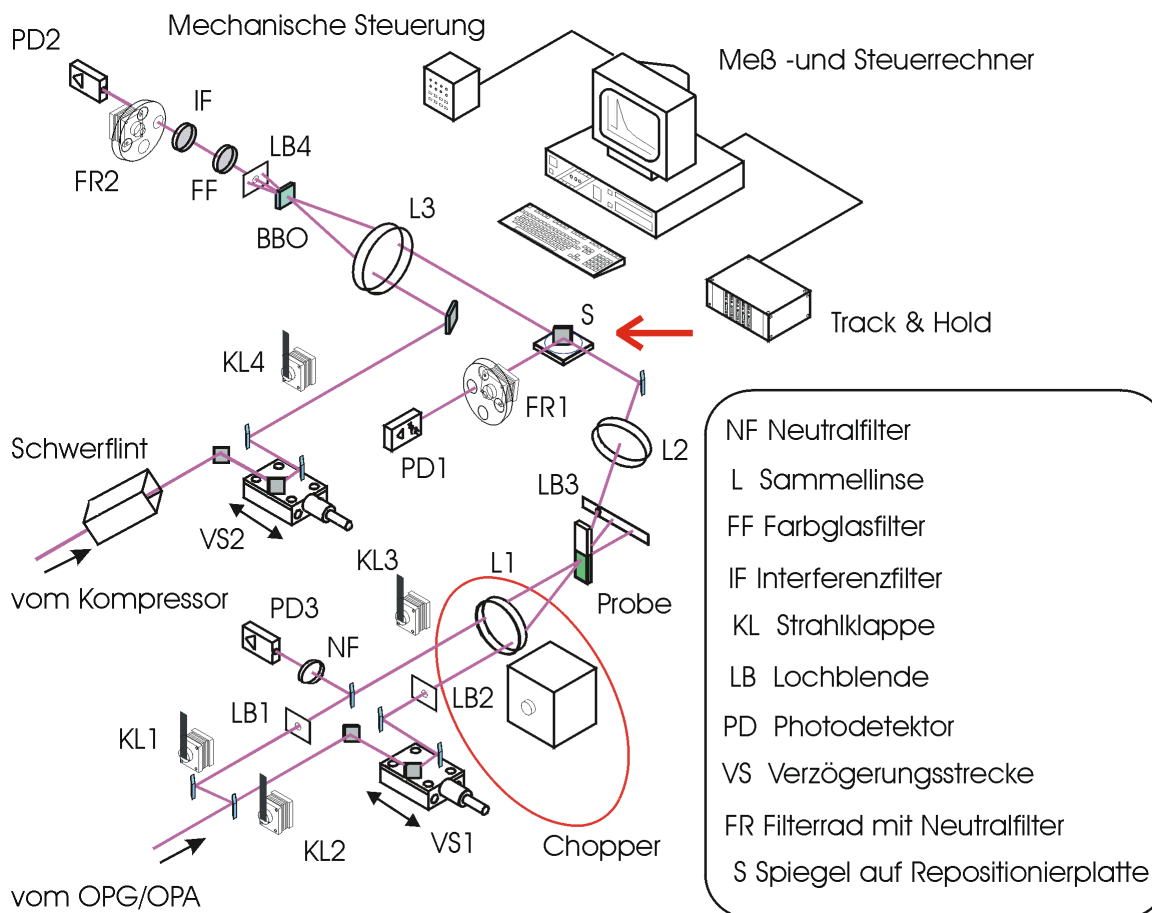 Mechanische Steuerung
PD2
Meß -und Steuerrechner
IF
LB4
FR2
FF
L3
BBO
S
Track & Hold
KL4
FR1
Schwerflint
PD1
L2
LB3
VS2
KL3
L1
vom Kompressor
PD3
Probe
NF
LB2
LB1
KL1
KL2
VS1
Chopper
vom OPG/OPA
NF Neutralfilter
L Sammellinse
FF Farbglasfilter
IF Interferenzfilter
KL Strahlklappe
LB Lochblende
PD Photodetektor
VS Verzögerungsstrecke
FR Filterrad mit Neutralfilter
S Spiegel auf Repositionierplatte